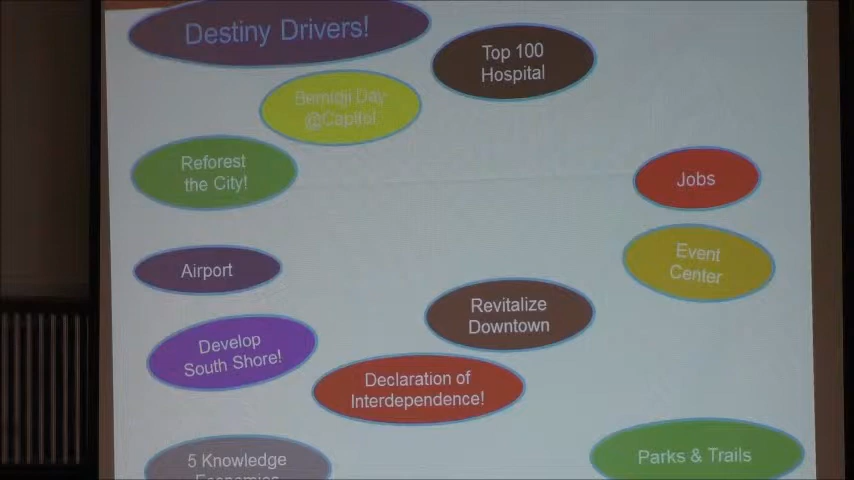 Destiny Drivers!
Top 100
Hospital
Bemidji Day
@Capitol
Reforest
the City!
Jobs
Event
Center
Airport
Revitalize
Downtown
Develop
South Shore!
Declaration of
Interdependence!
5 Knowledge
Economies
Parks & Trails